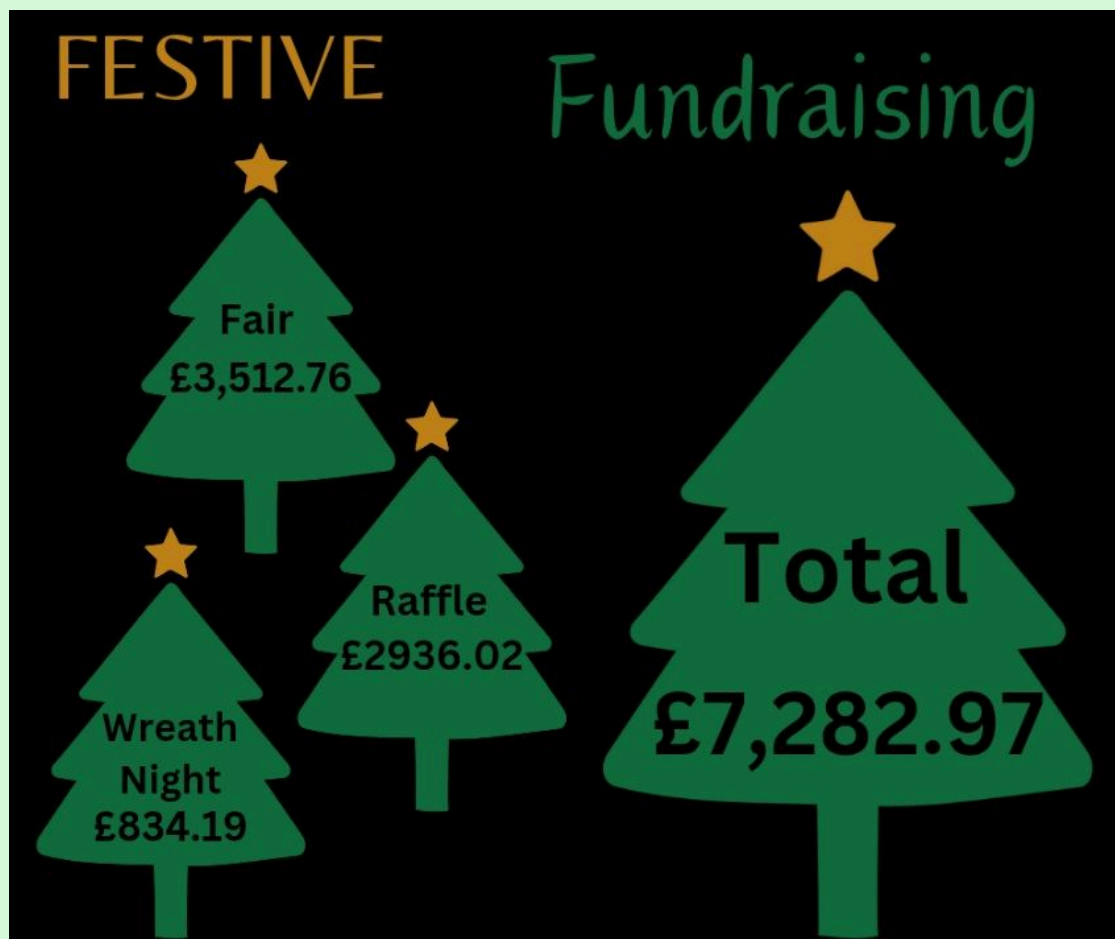 FESTIVE
Fundraising
Fair
£3,512.76
Raffle
£2936.02
Wreath
Night
£834.19
Total
£7,282.97